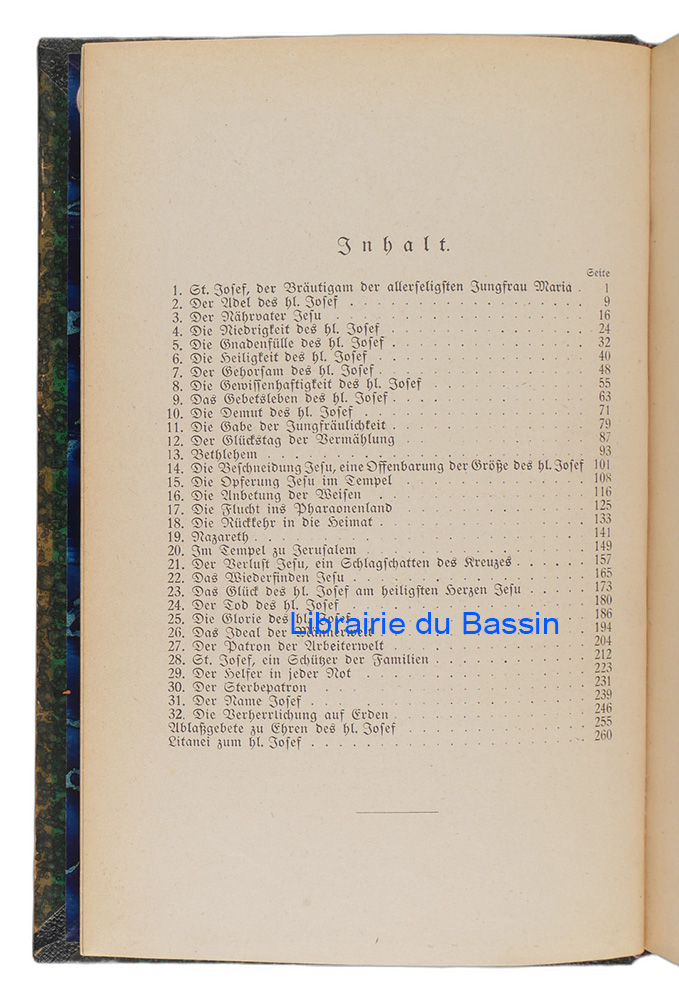 Inhalt.
Seite
1. St. Josef, der Bräutigam der allerseligsten Jungfrau Maria . 1
2. Der Adel des hl. Josef . . . . . . . . . . . . . . . . 9
3. Der Nährvater Jesu . . . . . . . . . . . . . . . . 16
4. Die Niedrigkeit des hl. Josef . . . . . . . . . . . . . 24
5. Die Gnadenfülle des hl. Josef . . . . . . . . . . . . . 32
6. Die Heiligkeit des hl. Josef . . . . . . . . . . . . . . 40
7. Der Gehorsam des hl. Josef . . . . . . . . . . . . . . 48
8. Die Gewissenhaftigkeit des hl. Josef . . . . . . . . . . 55
9. Das Gebetsleben des hl. Josef . . . . . . . . . . . . . 63
10. Die Demut des hl. Josef . . . . . . . . . . . . . . . 71
11. Die Gabe der Jungfräulichkeit . . . . . . . . . . . . . 79
12. Der Glückstag der Vermählung . . . . . . . . . . . . 87
13. Bethlehem . . . . . . . . . . . . . . . . . . . . 93
14. Die Beschneidung Jesu, eine Offenbarung der Größe des hl. Josef 101
15. Die Opferung Jesu im Tempel . . . . . . . . . . . . 108
16. Die Anbetung der Weisen . . . . . . . . . . . . . . 116
17. Die Flucht ins Pharaonenland . . . . . . . . . . . . 125
18. Die Rückkehr in die Heimat . . . . . . . . . . . . . 133
19. Nazareth . . . . . . . . . . . . . . . . . . . . . 141
20. Im Tempel zu Jerusalem . . . . . . . . . . . . . . 149
21. Der Verlust Jesu, ein Schlagschatten des Kreuzes . . . . . 157
22. Das Wiederfinden Jesu . . . . . . . . . . . . . . . 165
23. Das Glück des hl. Josef am heiligsten Herzen Jesu . . . . 173
24. Der Tod des hl. Josef . . . . . . . . . . . . . . . 180
25. Die Glorie des hl. Josef . . . . . . . . . . . . . . 186
26. Das Ideal der Männerwelt . . . . . . . . . . . . . 194
27. Der Patron der Arbeiterwelt . . . . . . . . . . . . . 204
28. St. Josef, ein Schützer der Familien . . . . . . . . . . 212
29. Der Helfer in jeder Not . . . . . . . . . . . . . . 223
30. Der Sterbepatron . . . . . . . . . . . . . . . . . 231
31. Der Name Josef . . . . . . . . . . . . . . . . . 239
32. Die Verherrlichung auf Erden . . . . . . . . . . . . 246
Ablaßgebete zu Ehren des hl. Josef . . . . . . . . . . . 255
Litanei zum hl. Josef . . . . . . . . . . . . . . . . . 260
Librairie du Bassin